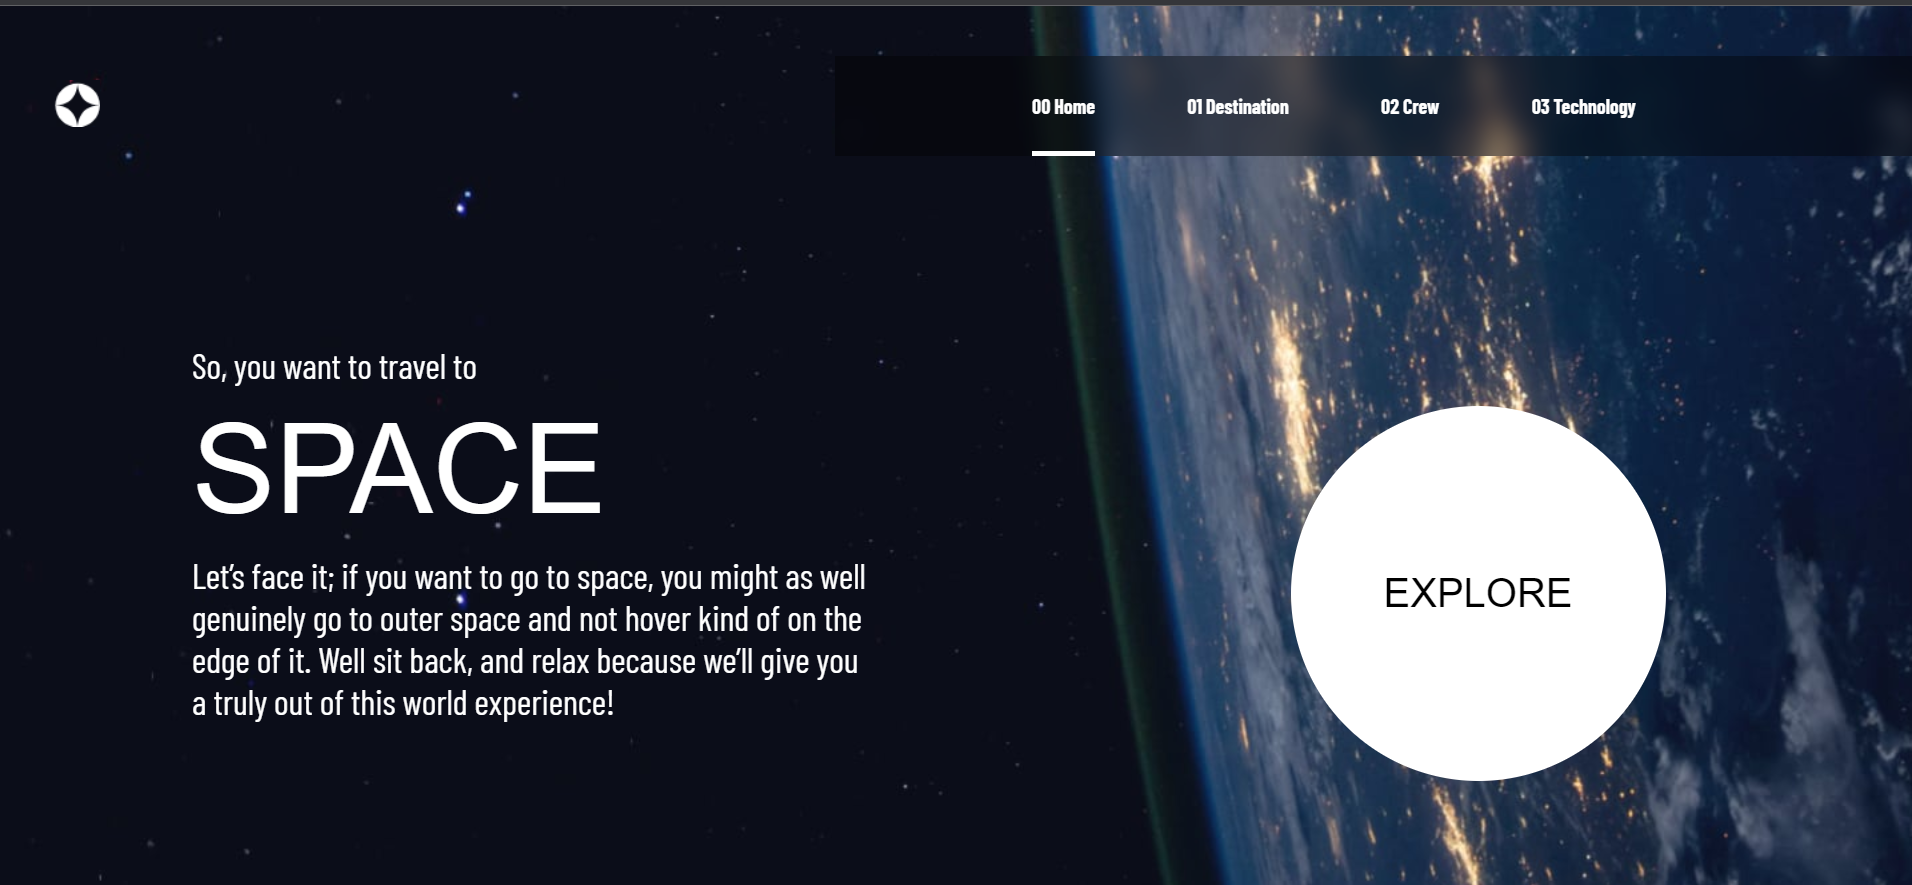 00 Home
01 Destination
02 Crew
03 Technology
So, you want to travel to
SPACE
Let’s face it; if you want to go to space, you might as well
genuinely go to outer space and not hover kind of on the
edge of it. Well sit back, and relax because we’ll give you
a truly out of this world experience!
EXPLORE